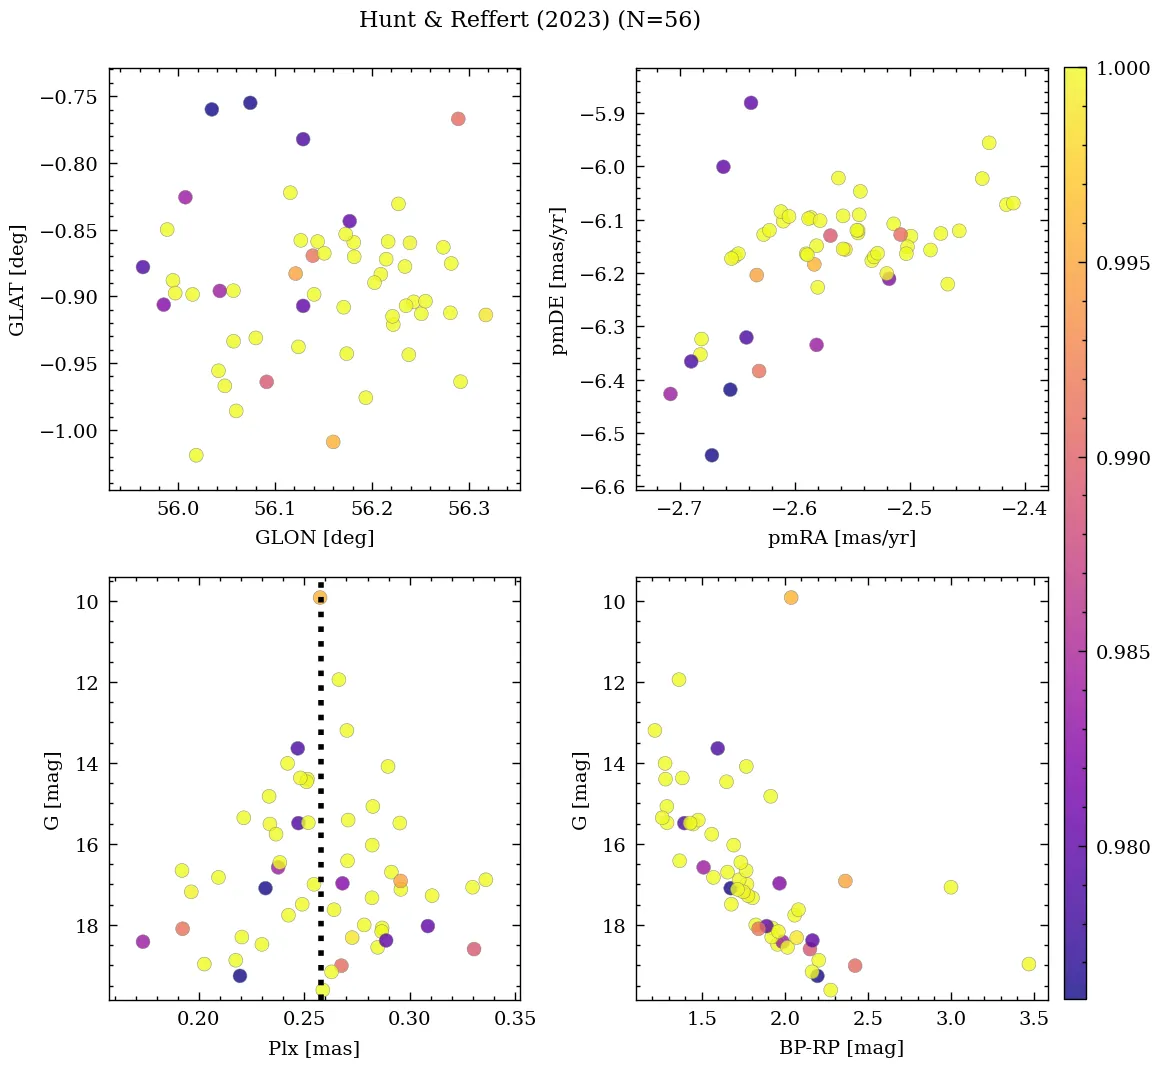 Hunt & Reffert (2023) (N=56)
−0.75
−0.80
−0.85
−0.90
−0.95
−1.00
GLAT [deg]
56.0 56.1 56.2 56.3
GLON [deg]
−5.9
−6.0
−6.1
−6.2
−6.3
−6.4
−6.5
−6.6
pmDE [mas/yr]
−2.7 −2.6 −2.5 −2.4
pmRA [mas/yr]
10
12
14
16
18
G [mag]
0.20 0.25 0.30 0.35
Plx [mas]
10
12
14
16
18
G [mag]
1.5 2.0 2.5 3.0 3.5
BP-RP [mag]
1.000
0.995
0.990
0.985
0.980